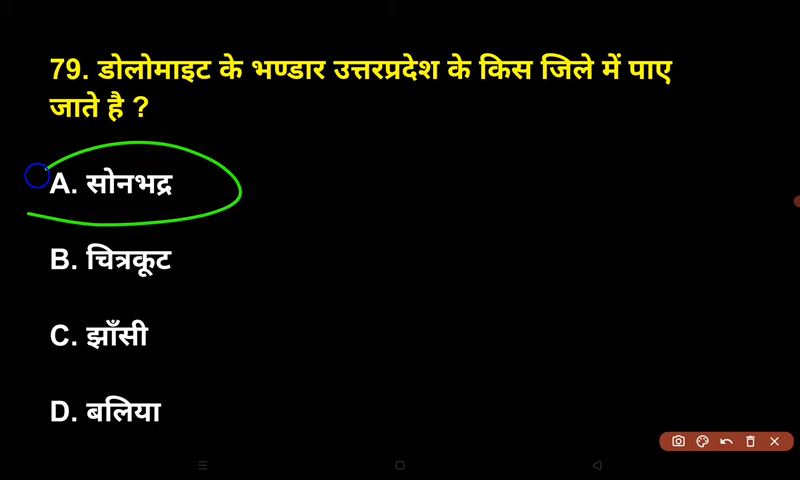 79. डोलोमाइट के भण्डार उत्तरप्रदेश के किस जिले में पाए
जाते है ?
A. सोनभद्र
B. चित्रकूट
C. झाँसी
D. बलिया